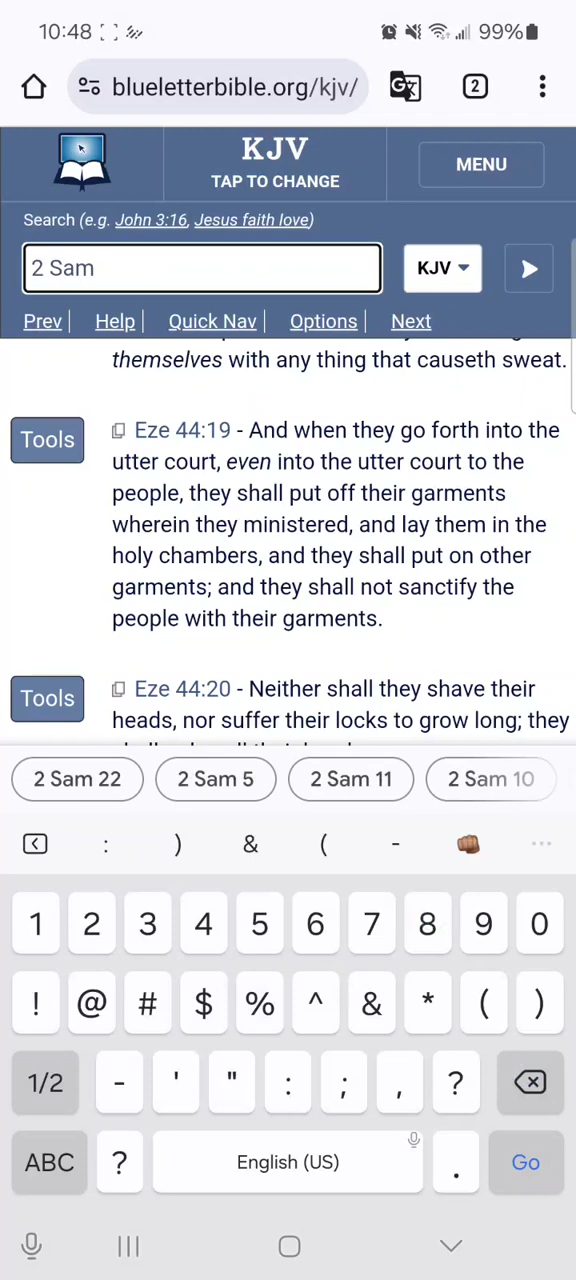 10:48 99%
blueletterbible.org/kjv/ 2
KJV
TAP TO CHANGE
MENU
Search (e.g. John 3:16, Jesus faith love)
2 Sam
KJV
Prev| Help| Quick Nav| Options| Next
themselves with any thing that causeth sweat.
Tools
Eze 44:19 - And when they go forth into the
utter court, even into the utter court to the
people, they shall put off their garments
wherein they ministered, and lay them in the
holy chambers, and they shall put on other
garments; and they shall not sanctify the
people with their garments.
Tools
Eze 44:20 - Neither shall they shave their
heads, nor suffer their locks to grow long; they
2 Sam 22 2 Sam 5 2 Sam 11 2 Sam 10
: ) & ( - ...
1 2 3 4 5 6 7 8 9 0
! @ # $ % ^ & * ( )
1/2 - ' " : ; , ?
ABC ? English (US) . Go